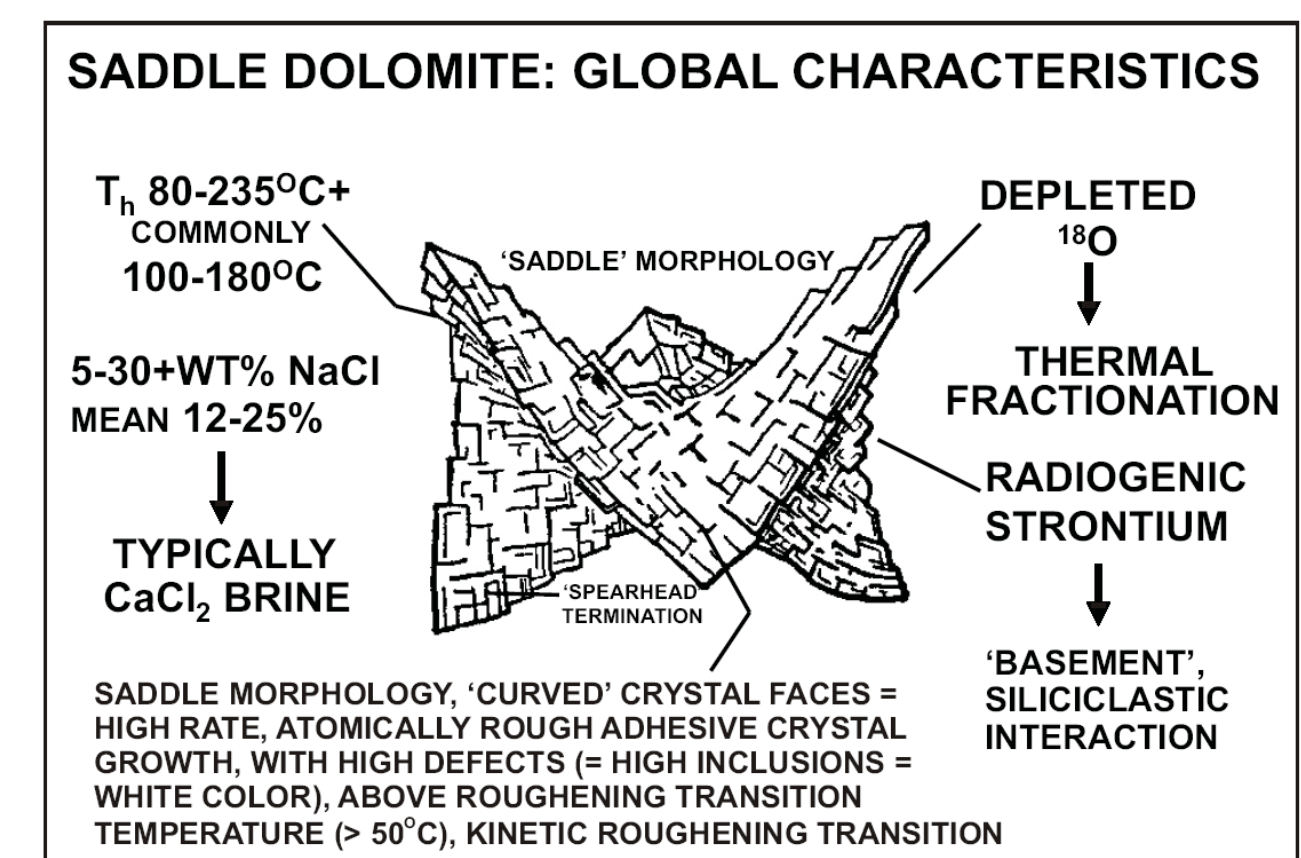 SADDLE DOLOMITE: GLOBAL CHARACTERISTICS
Th 80-235OC+
COMMONLY
100-180OC
5-30+WT% NaCl
MEAN 12-25%
TYPICALLY
CaCl2 BRINE
‘SADDLE’ MORPHOLOGY
‘SPEARHEAD
TERMINATION
DEPLETED
18O
THERMAL
FRACTIONATION
RADIOGENIC
STRONTIUM
‘BASEMENT’,
SILICICLASTIC
INTERACTION
SADDLE MORPHOLOGY, ‘CURVED’ CRYSTAL FACES =
HIGH RATE, ATOMICALLY ROUGH ADHESIVE CRYSTAL
GROWTH, WITH HIGH DEFECTS (= HIGH INCLUSIONS =
WHITE COLOR), ABOVE ROUGHENING TRANSITION
TEMPERATURE (> 50OC), KINETIC ROUGHENING TRANSITION